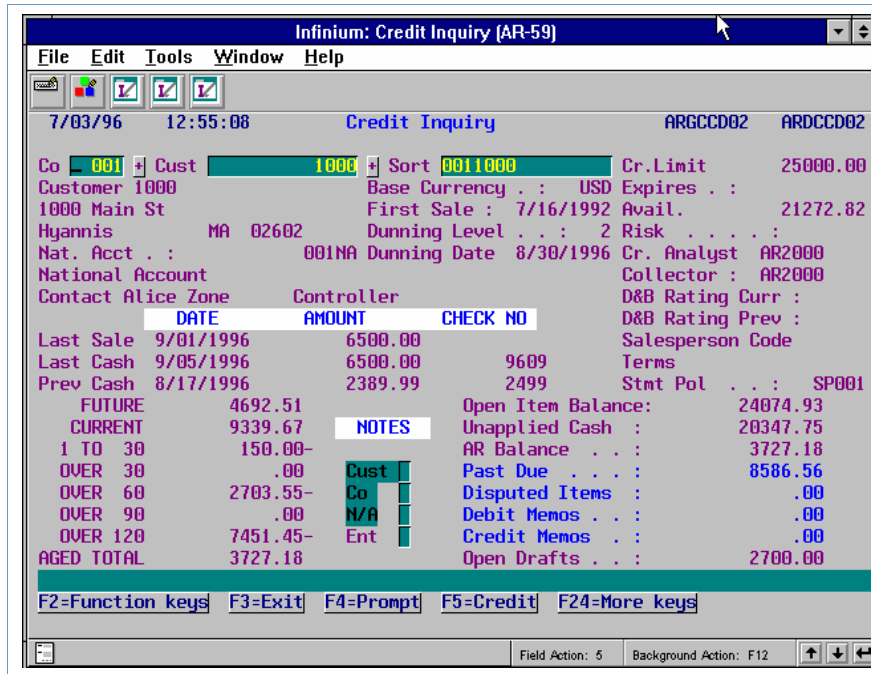 Infinium: Credit Inquiry (AR-59)
File Edit Tools Window Help
7/03/96 12:55:08 Credit Inquiry ARGCCD02 ARDCCD02
Co 001 + Cust 1000 + Sort 0011000 Cr.Limit 25000.00
Customer 1000 Base Currency . : USD Expires . :
1000 Main St First Sale : 7/16/1992 Avail. 21272.82
Hyannis MA 02602 Dunning Level . . : 2 Risk . . . . :
Nat. Acct . : 001NA Dunning Date 8/30/1996 Cr. Analyst AR2000
National Account Collector : AR2000
Contact Alice Zone Controller D&B Rating Curr :
DATE AMOUNT CHECK NO D&B Rating Prev :
Last Sale 9/01/1996 6500.00 Salesperson Code
Last Cash 9/05/1996 6500.00 9609 Terms
Prev Cash 8/17/1996 2389.99 2499 Stmt Pol . . : SP001
FUTURE 4692.51 Open Item Balance: 24074.93
CURRENT 9339.67 NOTES Unapplied Cash : 20347.75
1 TO 30 150.00- AR Balance . . : 3727.18
OVER 30 .00 Cust Past Due . . . : 8586.56
OVER 60 2703.55- Co Disputed Items : .00
OVER 90 .00 N/A Debit Memos . . : .00
OVER 120 7451.45- Ent Credit Memos . : .00
AGED TOTAL 3727.18 Open Drafts . . : 2700.00
F2=Function keys F3=Exit F4=Prompt F5=Credit F24=More keys
Field Action: 5 Background Action: F12